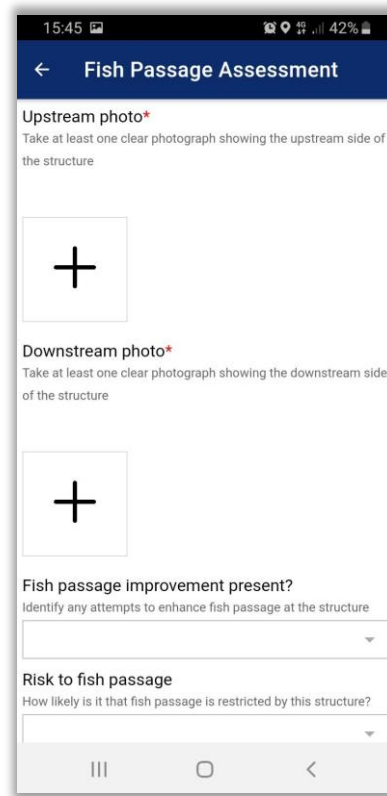 15:45 4G 42%
Fish Passage Assessment
Upstream photo*
Take at least one clear photograph showing the upstream side of
the structure
Downstream photo*
Take at least one clear photograph showing the downstream side
of the structure
Fish passage improvement present?
Identify any attempts to enhance fish passage at the structure
Risk to fish passage
How likely is it that fish passage is restricted by this structure?